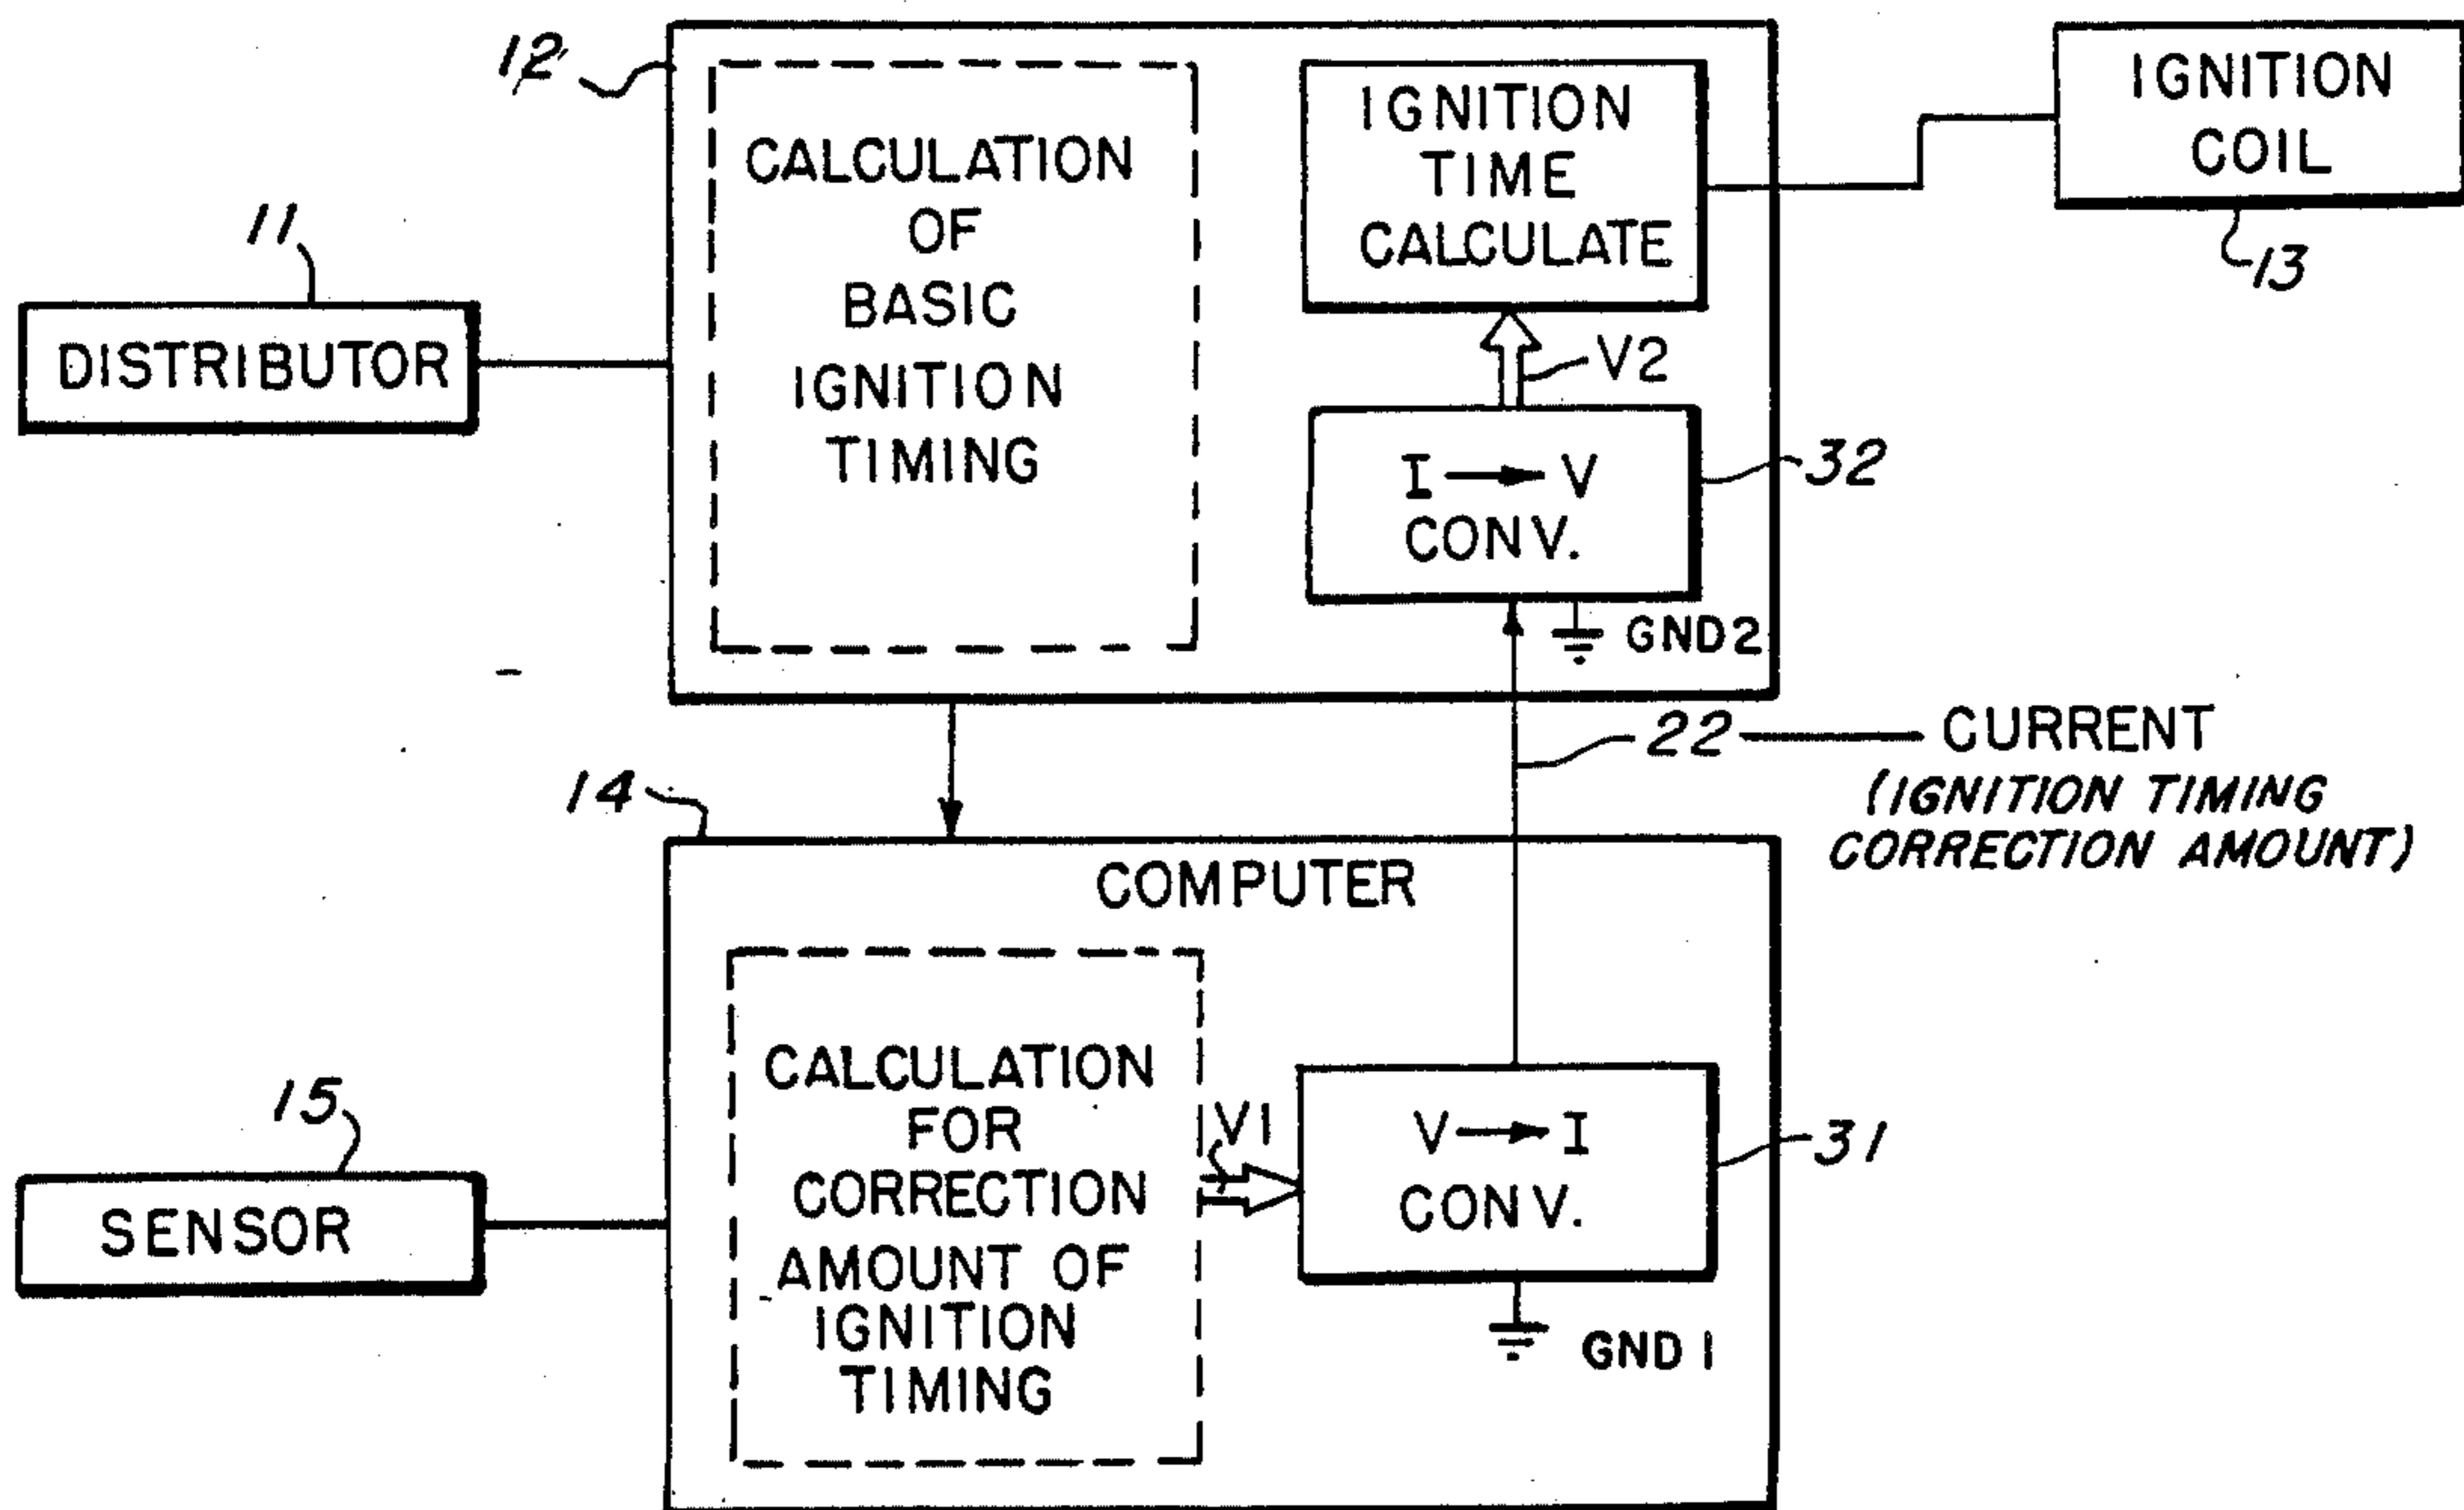 12
CALCULATION
OF
BASIC
IGNITION
TIMING
IGNITION
TIME
CALCULATE
IGNITION
COIL
13
11
DISTRIBUTOR
V2
I → V
CONV.
32
GND2
22
CURRENT
(IGNITION TIMING
CORRECTION AMOUNT)
14
COMPUTER
CALCULATION
FOR
CORRECTION
AMOUNT OF
IGNITION
TIMING
V1
V → I
CONV.
31
GND 1
15
SENSOR